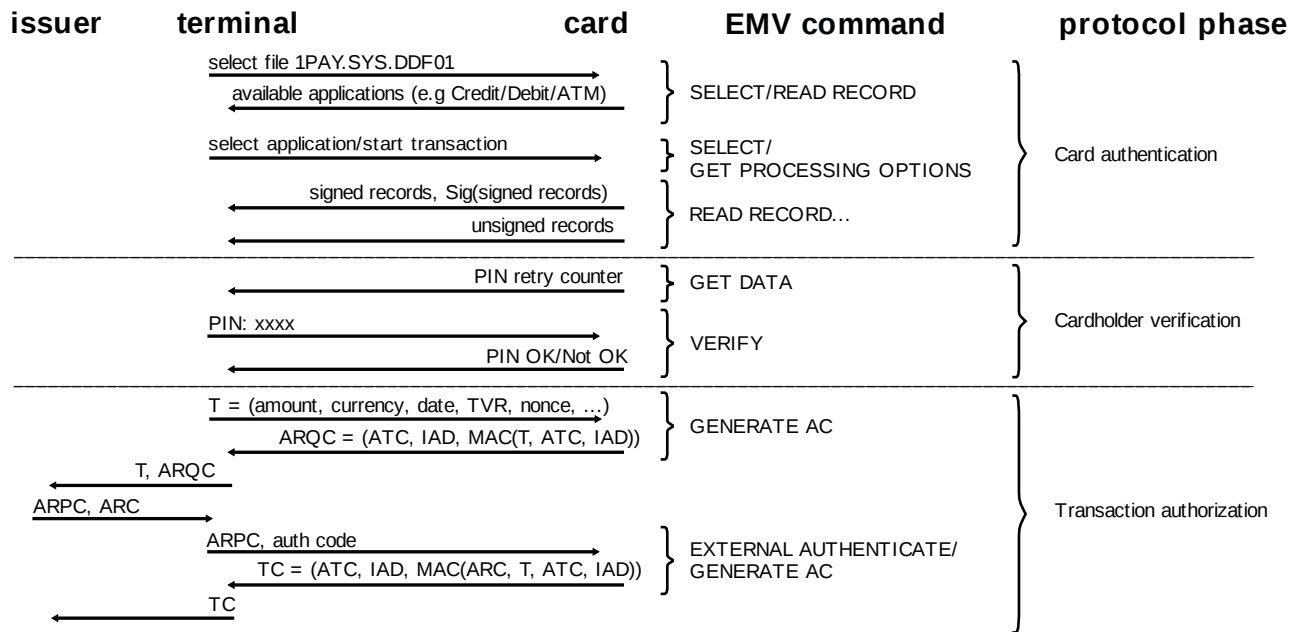 issuer terminal card EMV command protocol phase
select file 1PAY.SYS.DDF01
available applications (e.g Credit/Debit/ATM)
SELECT/READ RECORD
select application/start transaction
SELECT/
GET PROCESSING OPTIONS
Card authentication
signed records, Sig(signed records)
READ RECORD...
unsigned records
PIN retry counter
GET DATA
PIN: xxxx
Cardholder verification
VERIFY
PIN OK/Not OK
T = (amount, currency, date, TVR, nonce, ...)
GENERATE AC
ARQC = (ATC, IAD, MAC(T, ATC, IAD))
T, ARQC
ARPC, ARC
Transaction authorization
ARPC, auth code
EXTERNAL AUTHENTICATE/
GENERATE AC
TC = (ATC, IAD, MAC(ARC, T, ATC, IAD))
TC